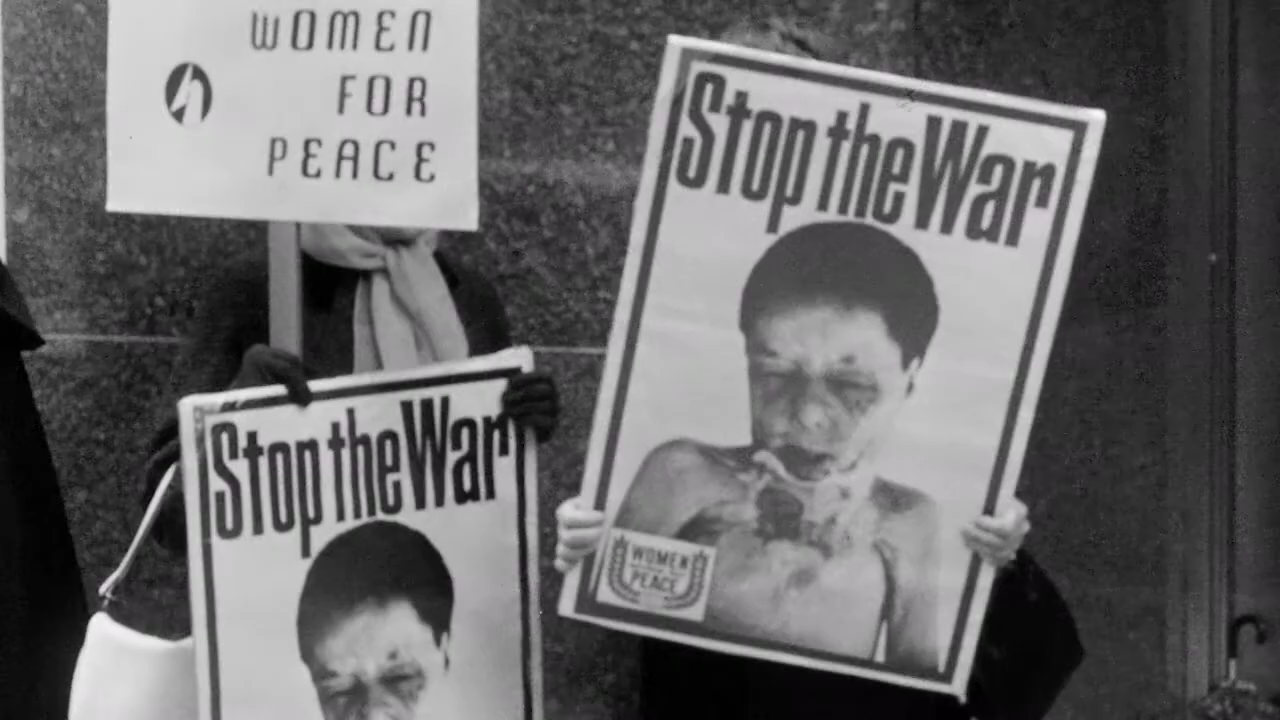 WOMEN
FOR
PEACE
Stop the War
Stop the War
WOMEN
PEACE